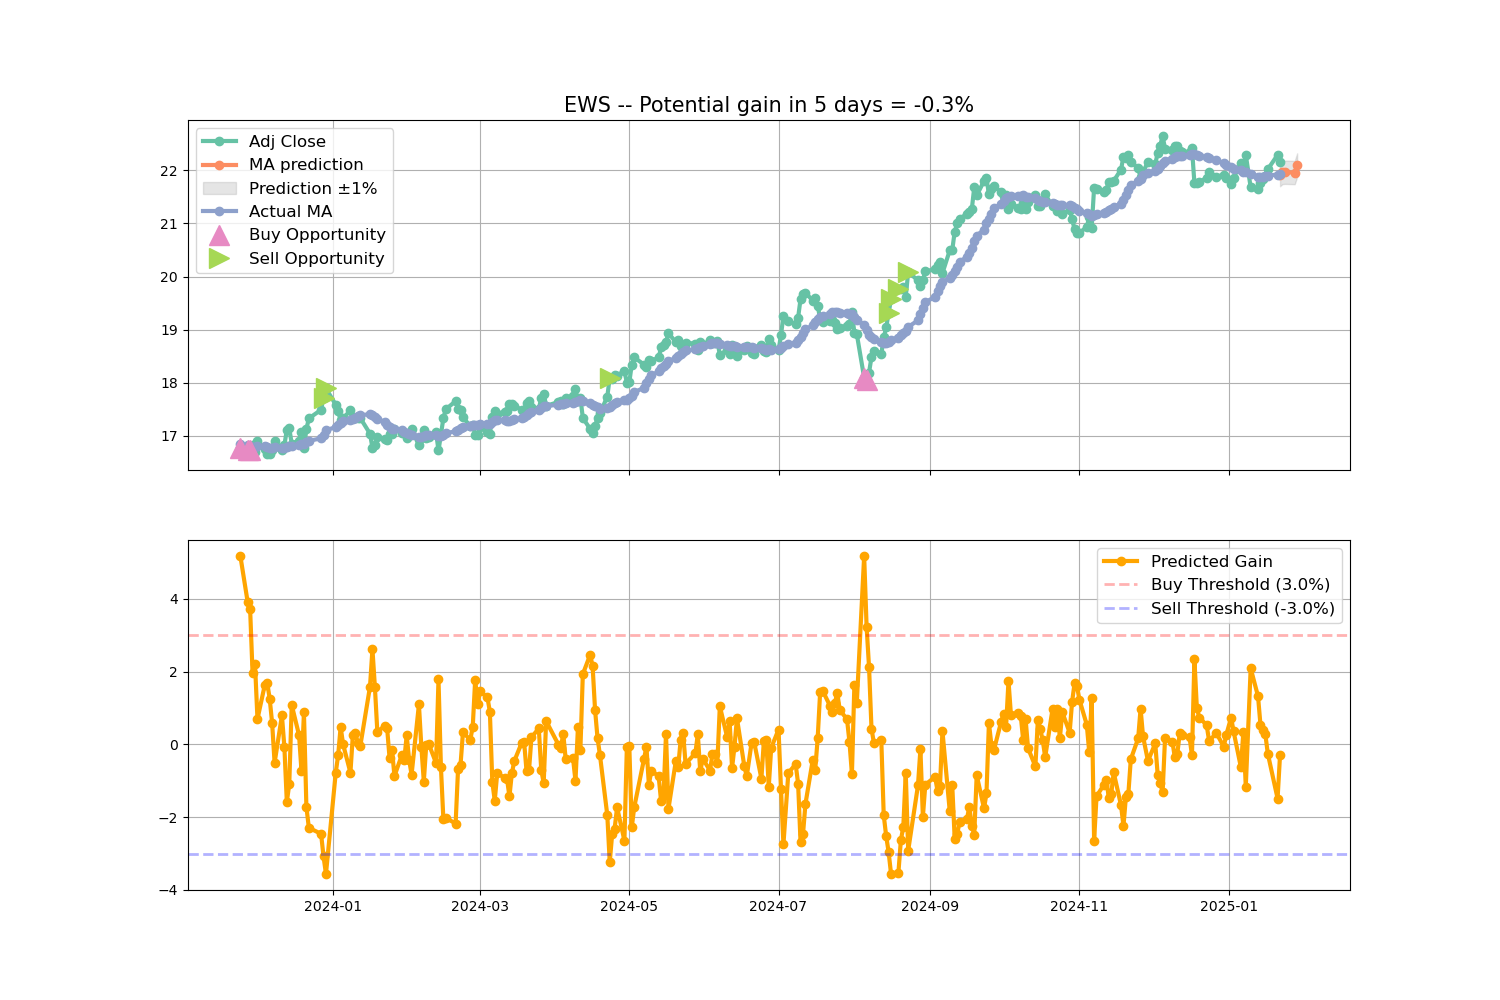 EWS -- Potential gain in 5 days = -0.3%
Adj Close
MA prediction
Prediction ±1%
Actual MA
Buy Opportunity
Sell Opportunity
22
21
20
19
18
17
Predicted Gain
Buy Threshold (3.0%)
Sell Threshold (-3.0%)
4
2
0
−2
−4
2024-01 2024-03 2024-05 2024-07 2024-09 2024-11 2025-01